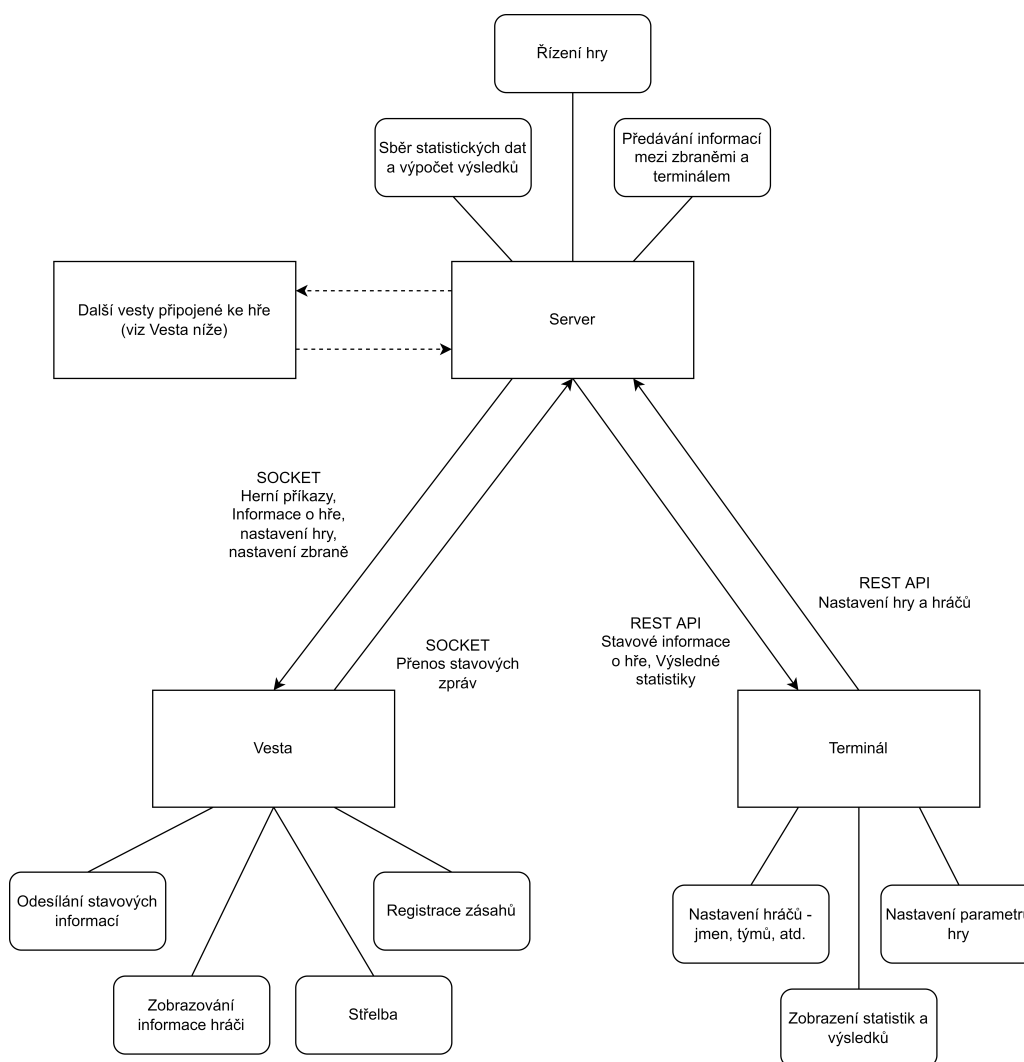 Řízení hry
Sběr statistických dat
a výpočet výsledků
Předávání informací
mezi zbraněmi a
terminálem
Další vesty připojené ke hře
(viz Vesta níže)
Server
SOCKET
Herní příkazy,
Informace o hře,
nastavení hry,
nastavení zbraně
SOCKET
Přenos stavových
zpráv
REST API
Stavové informace
o hře, Výsledné
statistiky
REST API
Nastavení hry a hráčů
Vesta
Terminál
Odesílání stavových
informací
Zobrazování
informace hráči
Střelba
Registrace zásahů
Nastavení hráčů -
jmen, týmů, atd.
Zobrazení statistik a
výsledků
Nastavení parametrů
hry